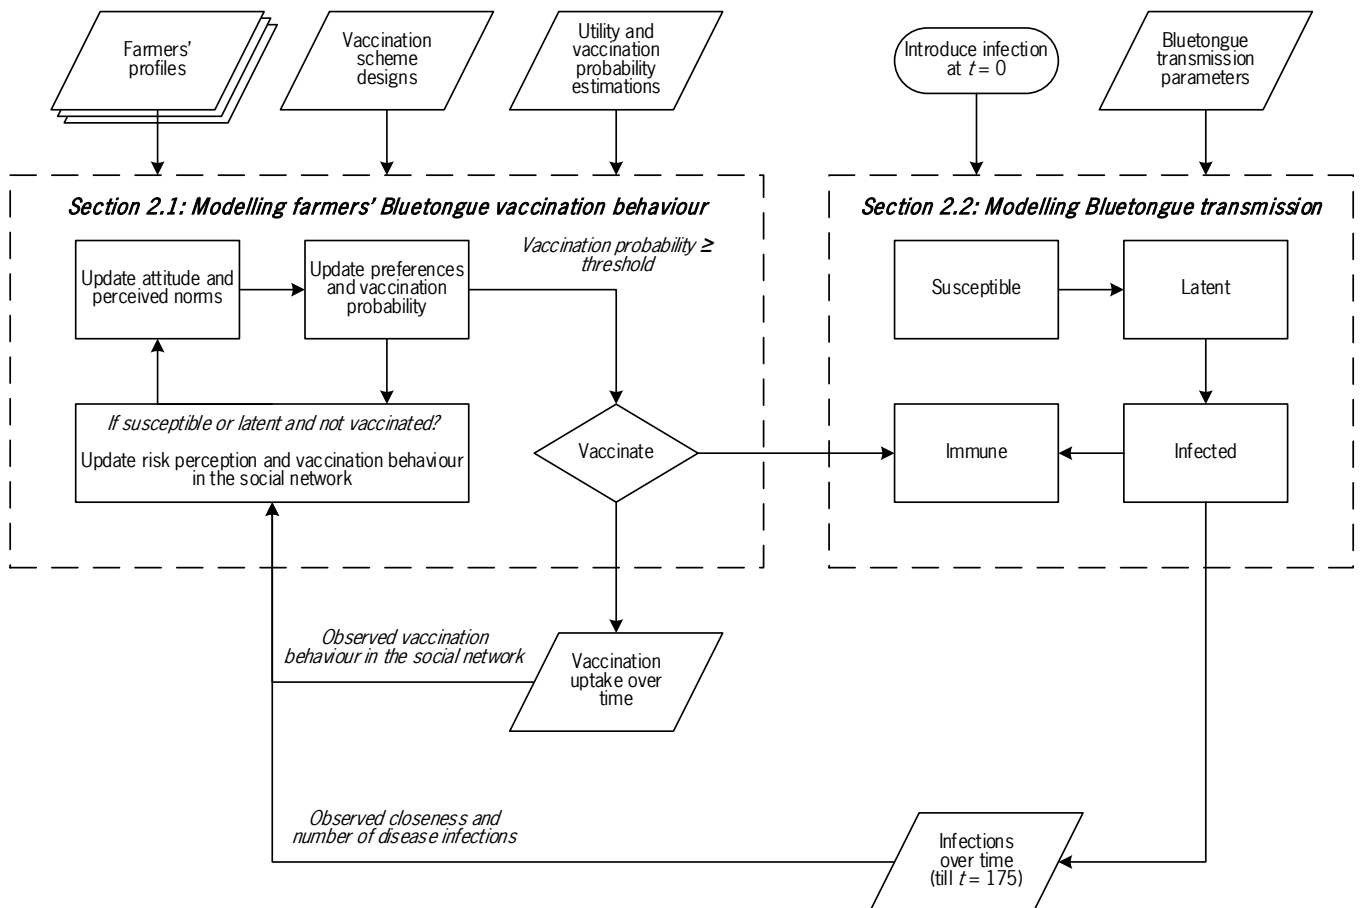 Farmers'
profiles
Vaccination
scheme
designs
Utility and
vaccination
probability
estimations
Introduce infection
at t = 0
Bluetongue
transmission
parameters
Section 2.1: Modelling farmers' Bluetongue vaccination behaviour
Section 2.2: Modelling Bluetongue transmission
Update attitude and
perceived norms
Update preferences
and vaccination
probability
Vaccination probability ≥
threshold
Susceptible
Latent
If susceptible or latent and not vaccinated?
Update risk perception and vaccination behaviour
in the social network
Vaccinate
Immune
Infected
Observed vaccination
behaviour in the social network
Vaccination
uptake over
time
Observed closeness and
number of disease infections
Infections
over time
(till t = 175)